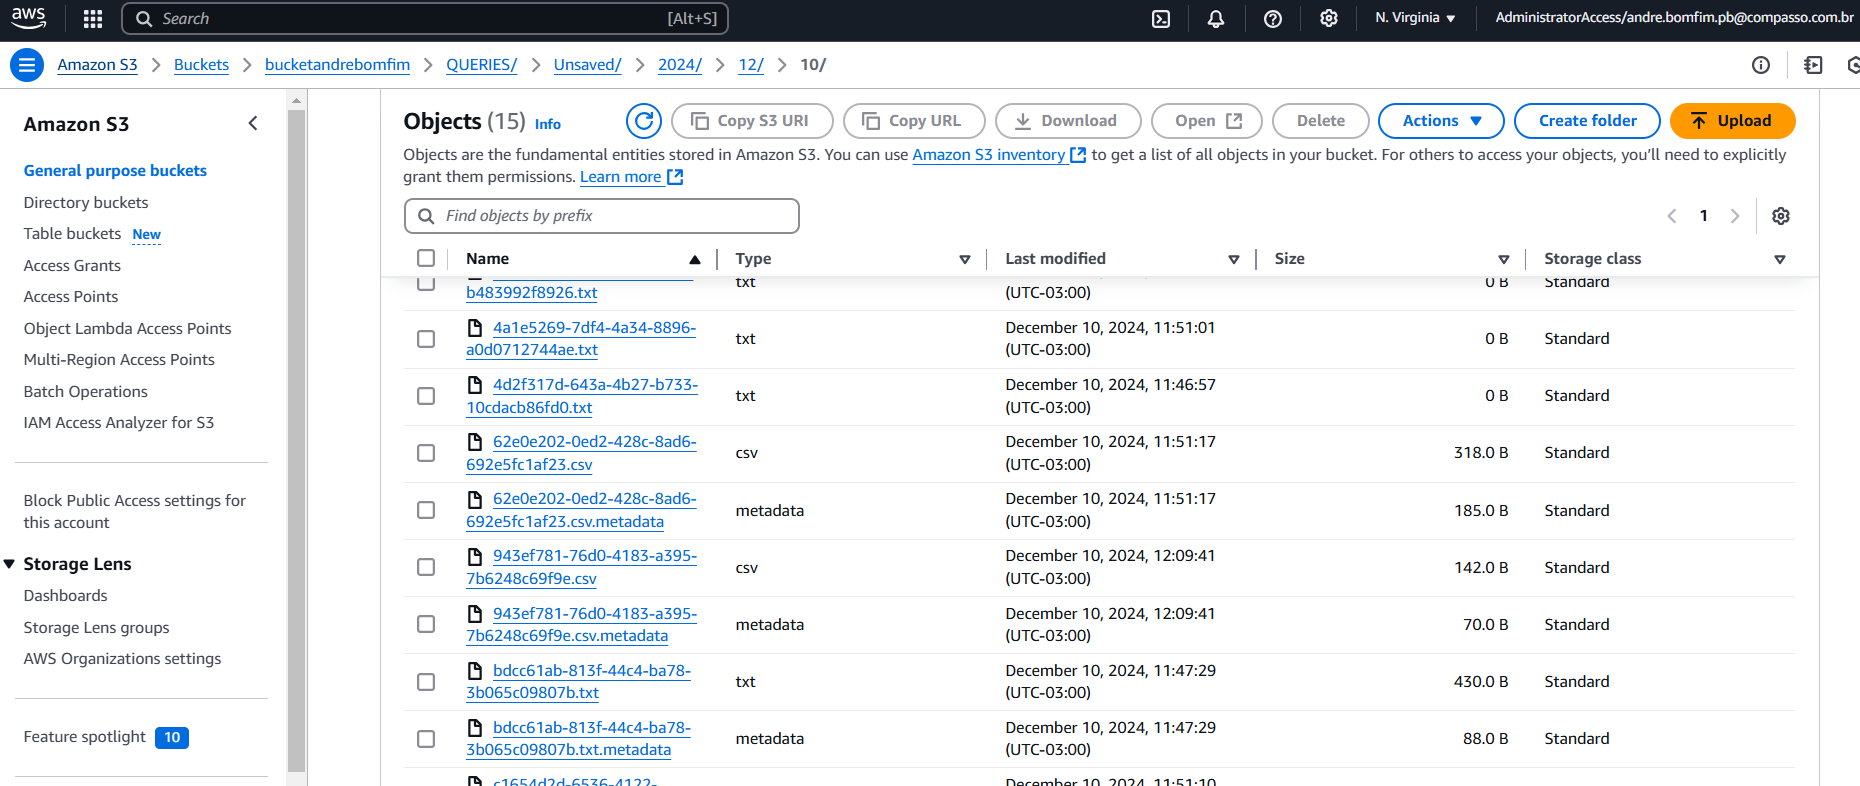 aws
Search [Alt+S]
N. Virginia
AdministratorAccess/andre.bomfim.pb@compasso.com.br
Amazon S3 Buckets bucketandrebomfim QUERIES/ Unsaved/ 2024/ 12/ 10/
Amazon S3
General purpose buckets
Directory buckets
Table buckets New
Access Grants
Access Points
Object Lambda Access Points
Multi-Region Access Points
Batch Operations
IAM Access Analyzer for S3
Block Public Access settings for
this account
Storage Lens
Dashboards
Storage Lens groups
AWS Organizations settings
Feature spotlight 10
Objects (15) Info
Copy S3 URI
Copy URL
Download
Open
Delete
Actions
Create folder
Upload
Objects are the fundamental entities stored in Amazon S3. You can use Amazon S3 inventory to get a list of all objects in your bucket. For others to access your objects, you’ll need to explicitly
grant them permissions. Learn more
Find objects by prefix
1
Name Type Last modified Size Storage class
b483992f8926.txt txt (UTC-03:00) 0 B Standard
4a1e5269-7df4-4a34-8896-
a0d0712744ae.txt
txt
December 10, 2024, 11:51:01
(UTC-03:00)
0 B
Standard
4d2f317d-643a-4b27-b733-
10cdacb86fd0.txt
txt
December 10, 2024, 11:46:57
(UTC-03:00)
0 B
Standard
62e0e202-0ed2-428c-8ad6-
692e5fc1af23.csv
csv
December 10, 2024, 11:51:17
(UTC-03:00)
318.0 B
Standard
62e0e202-0ed2-428c-8ad6-
692e5fc1af23.csv.metadata
metadata
December 10, 2024, 11:51:17
(UTC-03:00)
185.0 B
Standard
943ef781-76d0-4183-a395-
7b6248c69f9e.csv
csv
December 10, 2024, 12:09:41
(UTC-03:00)
142.0 B
Standard
943ef781-76d0-4183-a395-
7b6248c69f9e.csv.metadata
metadata
December 10, 2024, 12:09:41
(UTC-03:00)
70.0 B
Standard
bdcc61ab-813f-44c4-ba78-
3b065c09807b.txt
txt
December 10, 2024, 11:47:29
(UTC-03:00)
430.0 B
Standard
bdcc61ab-813f-44c4-ba78-
3b065c09807b.txt.metadata
metadata
December 10, 2024, 11:47:29
(UTC-03:00)
88.0 B
Standard
c1654d2d-6536-4122-
December 10, 2024, 11:51:10